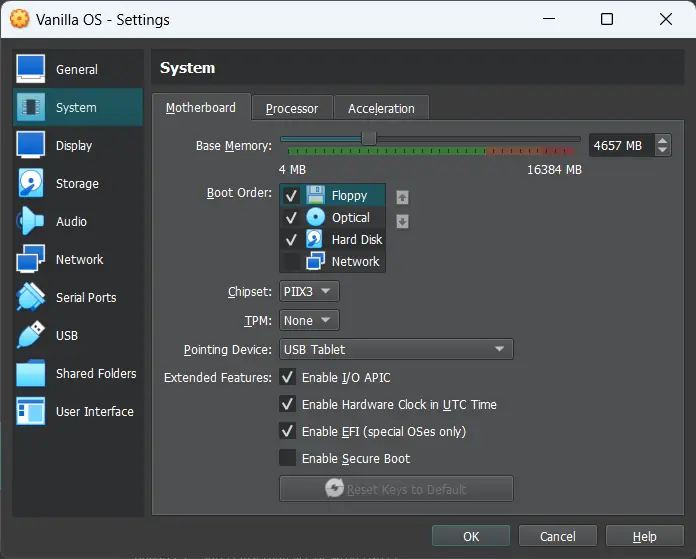 Vanilla OS - Settings
General
System
Display
Storage
Audio
Network
Serial Ports
USB
Shared Folders
User Interface
System
Motherboard Processor Acceleration
Base Memory: 4657 MB
4 MB 16384 MB
Boot Order: Floppy
Optical
Hard Disk
Network
Chipset: PIIX3
TPM: None
Pointing Device: USB Tablet
Extended Features: Enable I/O APIC
Enable Hardware Clock in UTC Time
Enable EFI (special OSes only)
Enable Secure Boot
Reset Keys to Default
OK Cancel Help